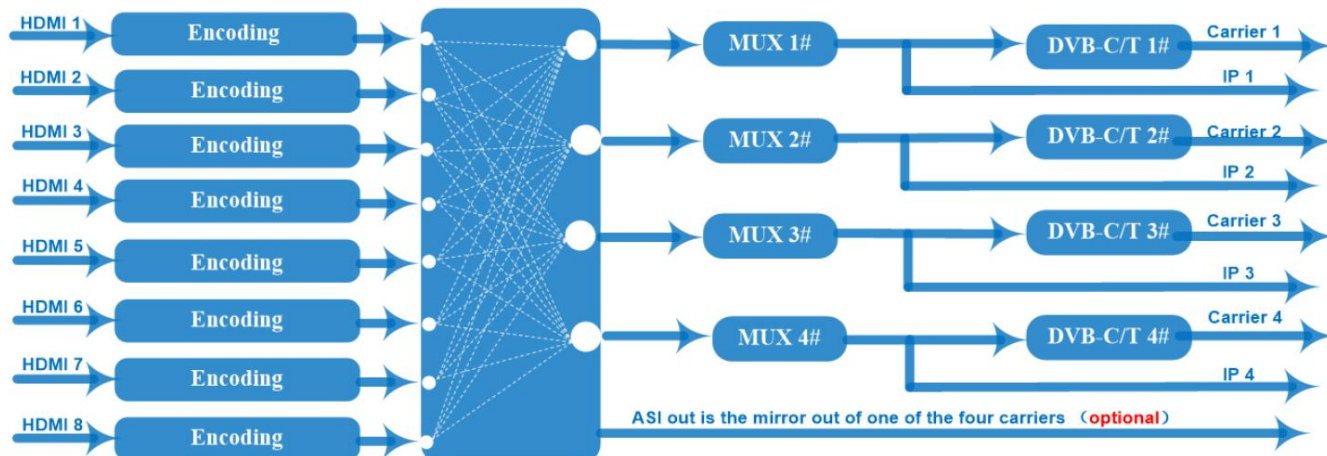 HDMI 1
Encoding
MUX 1#
DVB-C/T 1#
Carrier 1
IP 1
HDMI 2
Encoding
HDMI 3
Encoding
MUX 2#
DVB-C/T 2#
Carrier 2
IP 2
HDMI 4
Encoding
HDMI 5
Encoding
MUX 3#
DVB-C/T 3#
Carrier 3
IP 3
HDMI 6
Encoding
MUX 4#
DVB-C/T 4#
Carrier 4
IP 4
HDMI 7
Encoding
HDMI 8
Encoding
ASI out is the mirror out of one of the four carriers （optional）